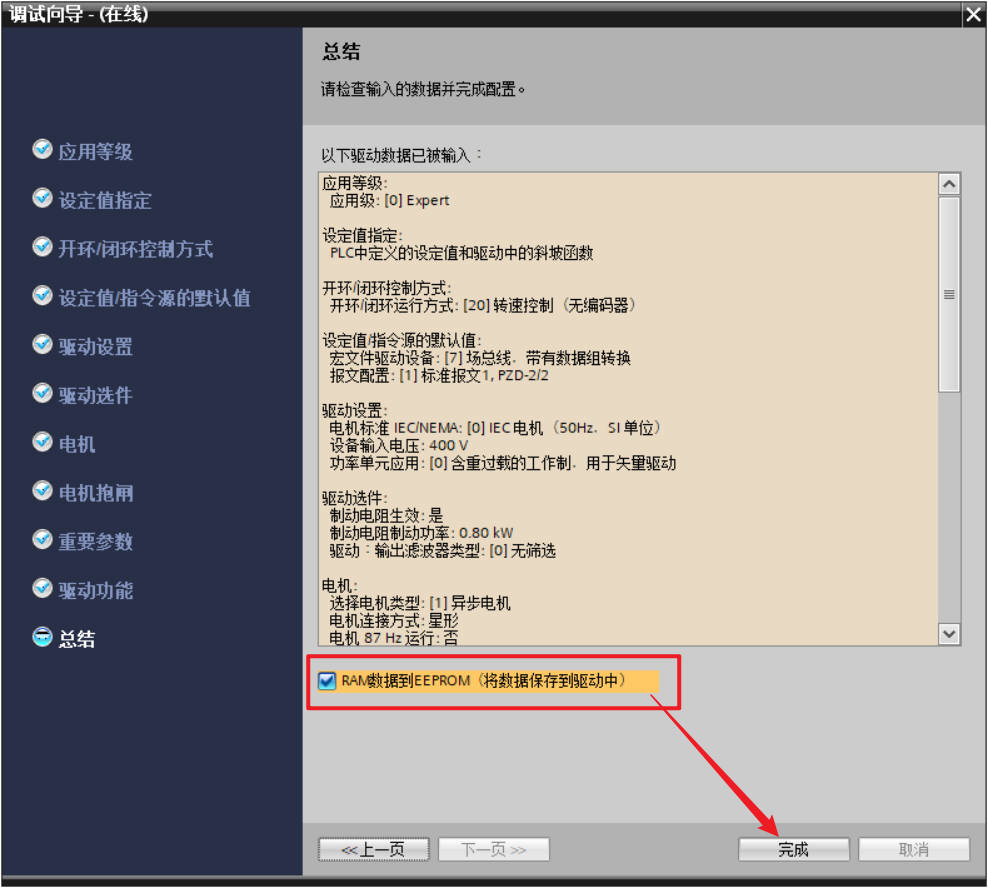 调试向导 - (在线)
总结
请检查输入的数据并完成配置。
应用等级
设定值指定
开环/闭环控制方式
设定值/指令源的默认值
驱动设置
驱动选件
电机
电机抱闸
重要参数
驱动功能
总结
以下驱动数据已被输入：
应用等级:
应用级: [0] Expert
设定值指定:
PLC中定义的设定值和驱动中的斜坡函数
开环/闭环控制方式:
开环/闭环运行方式: [20] 转速控制（无编码器）
设定值/指令源的默认值:
宏文件驱动设备: [7] 场总线，带有数据组转换
报文配置: [1] 标准报文1, PZD-2/2
驱动设置:
电机标准 IEC/NEMA: [0] IEC 电机（50Hz，SI 单位）
设备输入电压: 400 V
功率单元应用: [0] 含重过载的工作制，用于矢量驱动
驱动选件:
制动电阻生效: 是
制动电阻制动功率: 0.80 kW
驱动：输出滤波器类型: [0] 无筛选
电机:
选择电机类型: [1] 异步电机
电机连接方式: 星形
电机 87 Hz 运行: 否
RAM数据到EEPROM（将数据保存到驱动中）
<<上一页
下一页>>
完成
取消